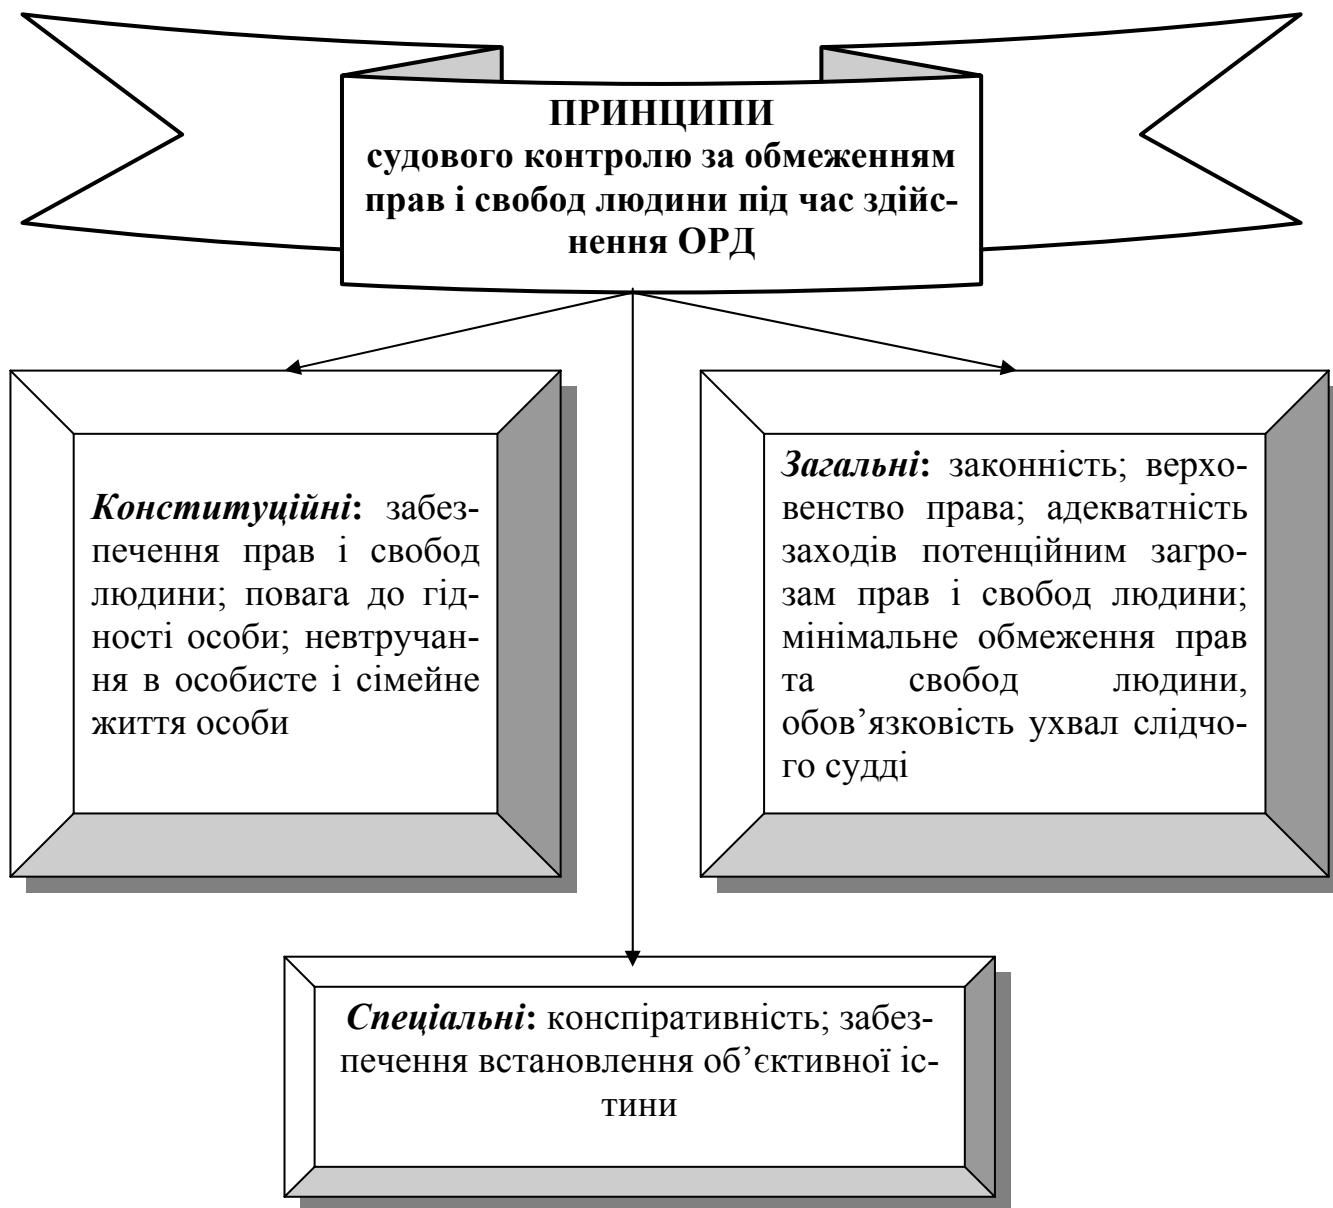 ПРИНЦИПИ
судового контролю за обмеженням
прав і свобод людини під час здійс-
нення ОРД
Конституційні: забез-
печення прав і свобод
людини; повага до гід-
ності особи; невтручан-
ня в особисте і сімейне
життя особи
Загальні: законність; верхо-
венство права; адекватність
заходів потенційним загро-
зам прав і свобод людини;
мінімальне обмеження прав
та свобод людини,
обов’язковість ухвал слідчо-
го судді
Спеціальні: конспіративність; забез-
печення встановлення об’єктивної іс-
тини